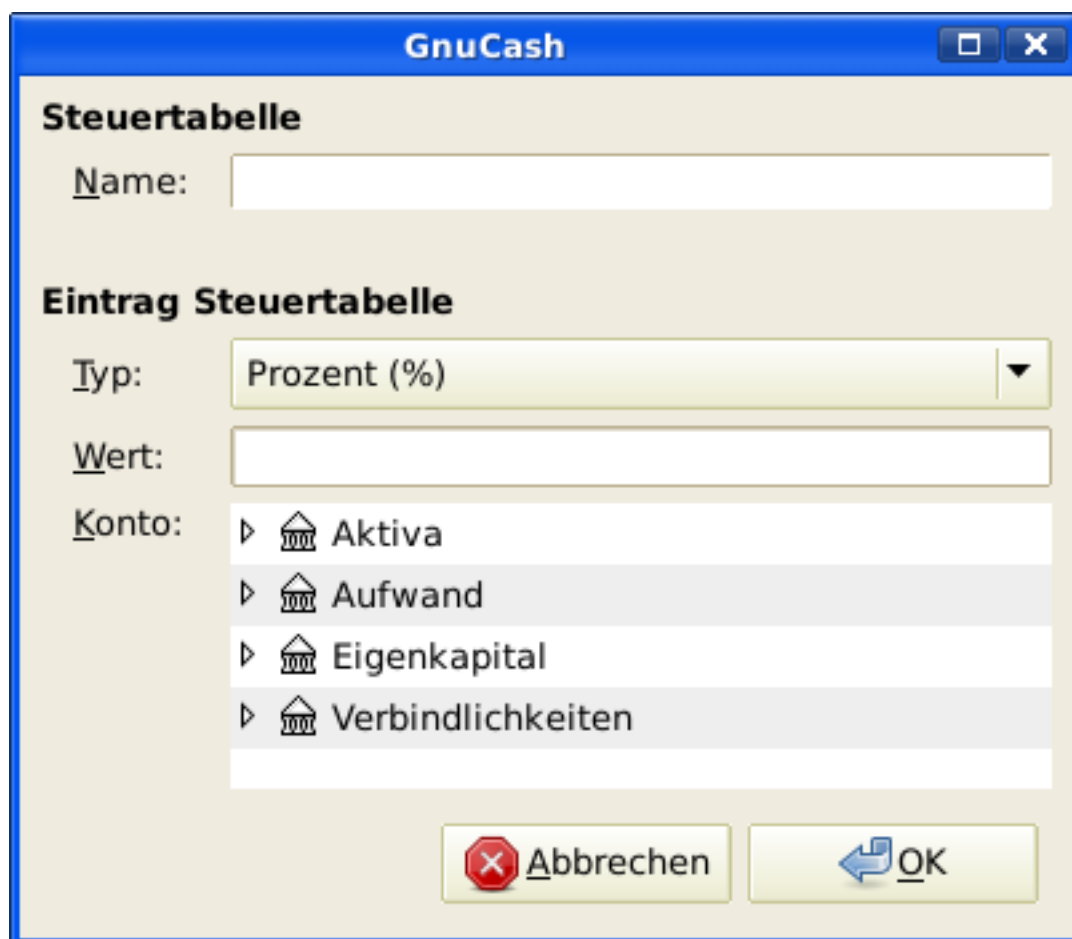 GnuCash
Steuertabelle
Name:
Eintrag Steuertabelle
Typ: Prozent (%)
Wert:
Konto: Aktiva
Aufwand
Eigenkapital
Verbindlichkeiten
Abbrechen OK